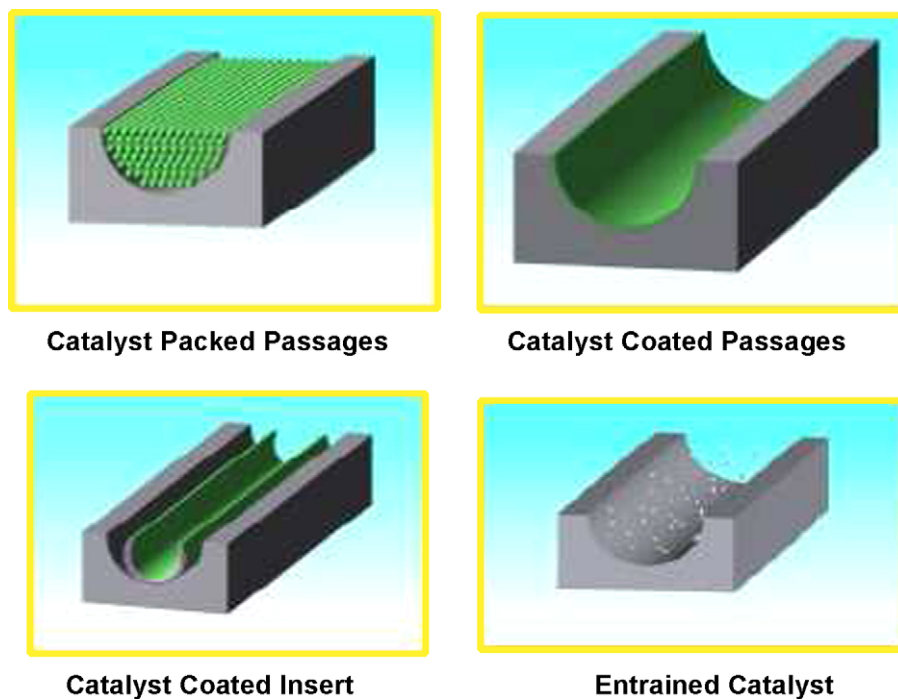 Catalyst Packed Passages
Catalyst Coated Passages
Catalyst Coated Insert
Entrained Catalyst